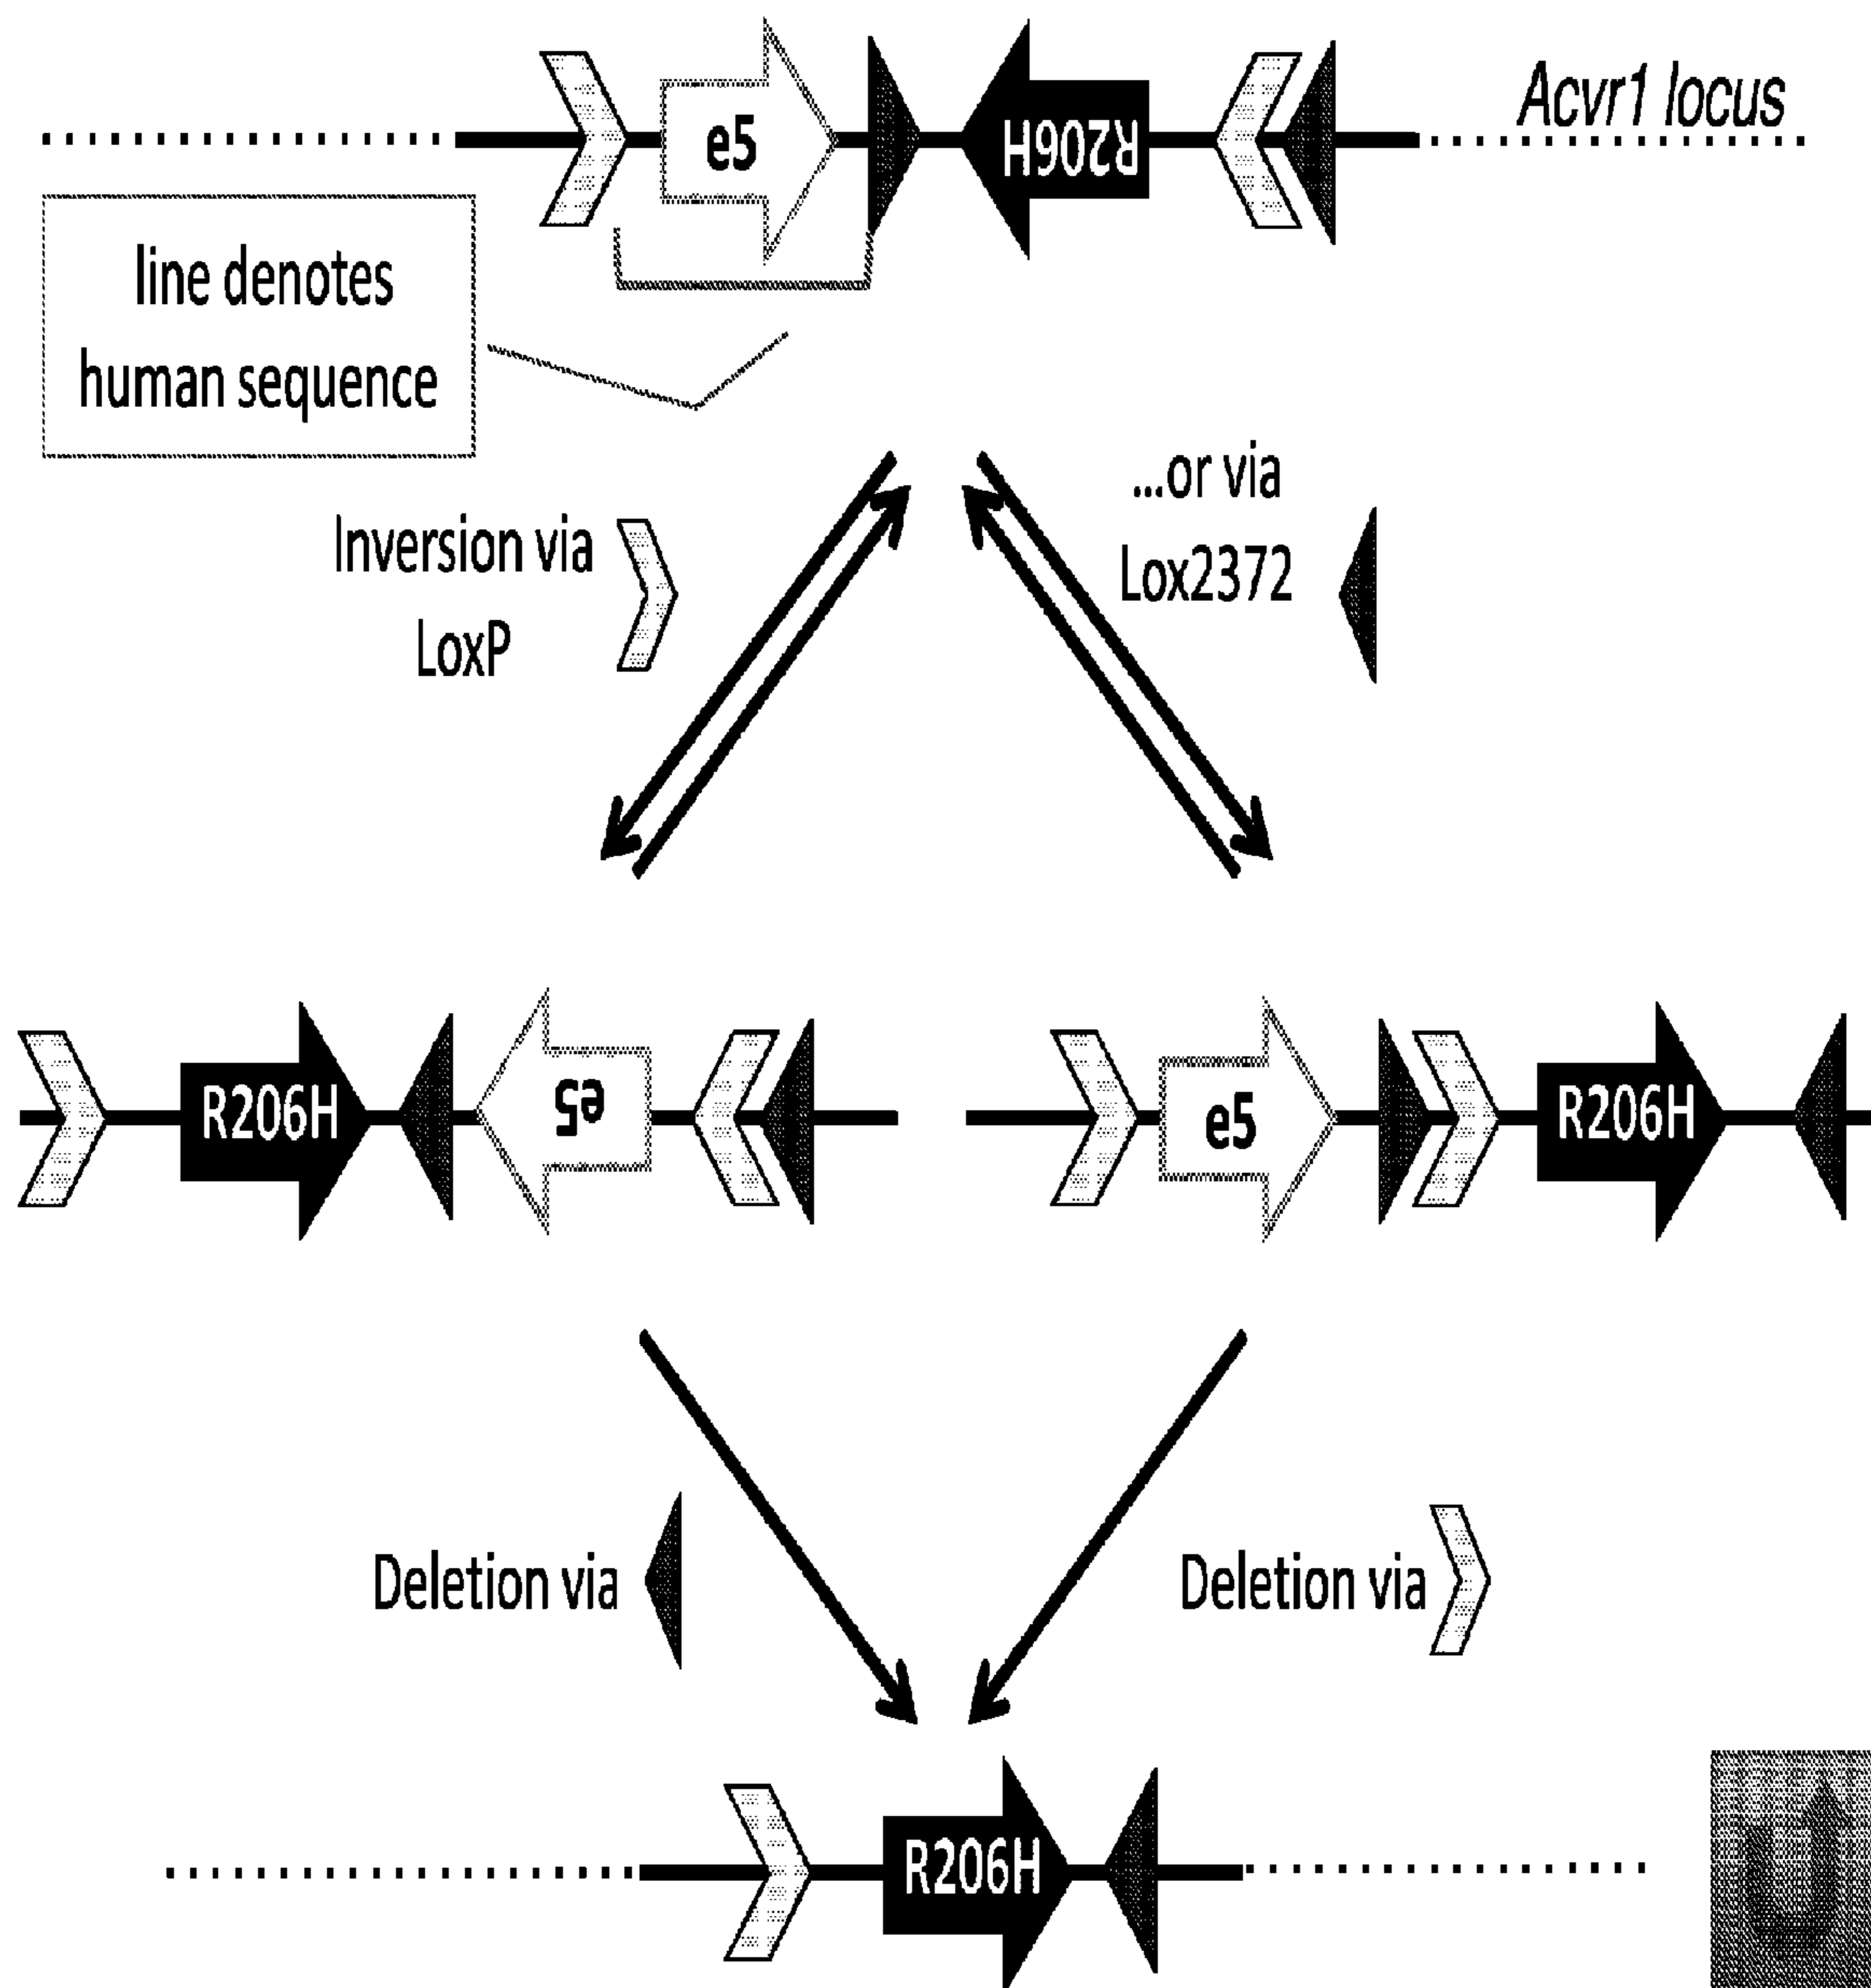 Acvr1 locus
e5
R206H
line denotes
human sequence
Inversion via
LoxP
...or via
Lox2372
R206H
e5
e5
R206H
Deletion via
Deletion via
R206H